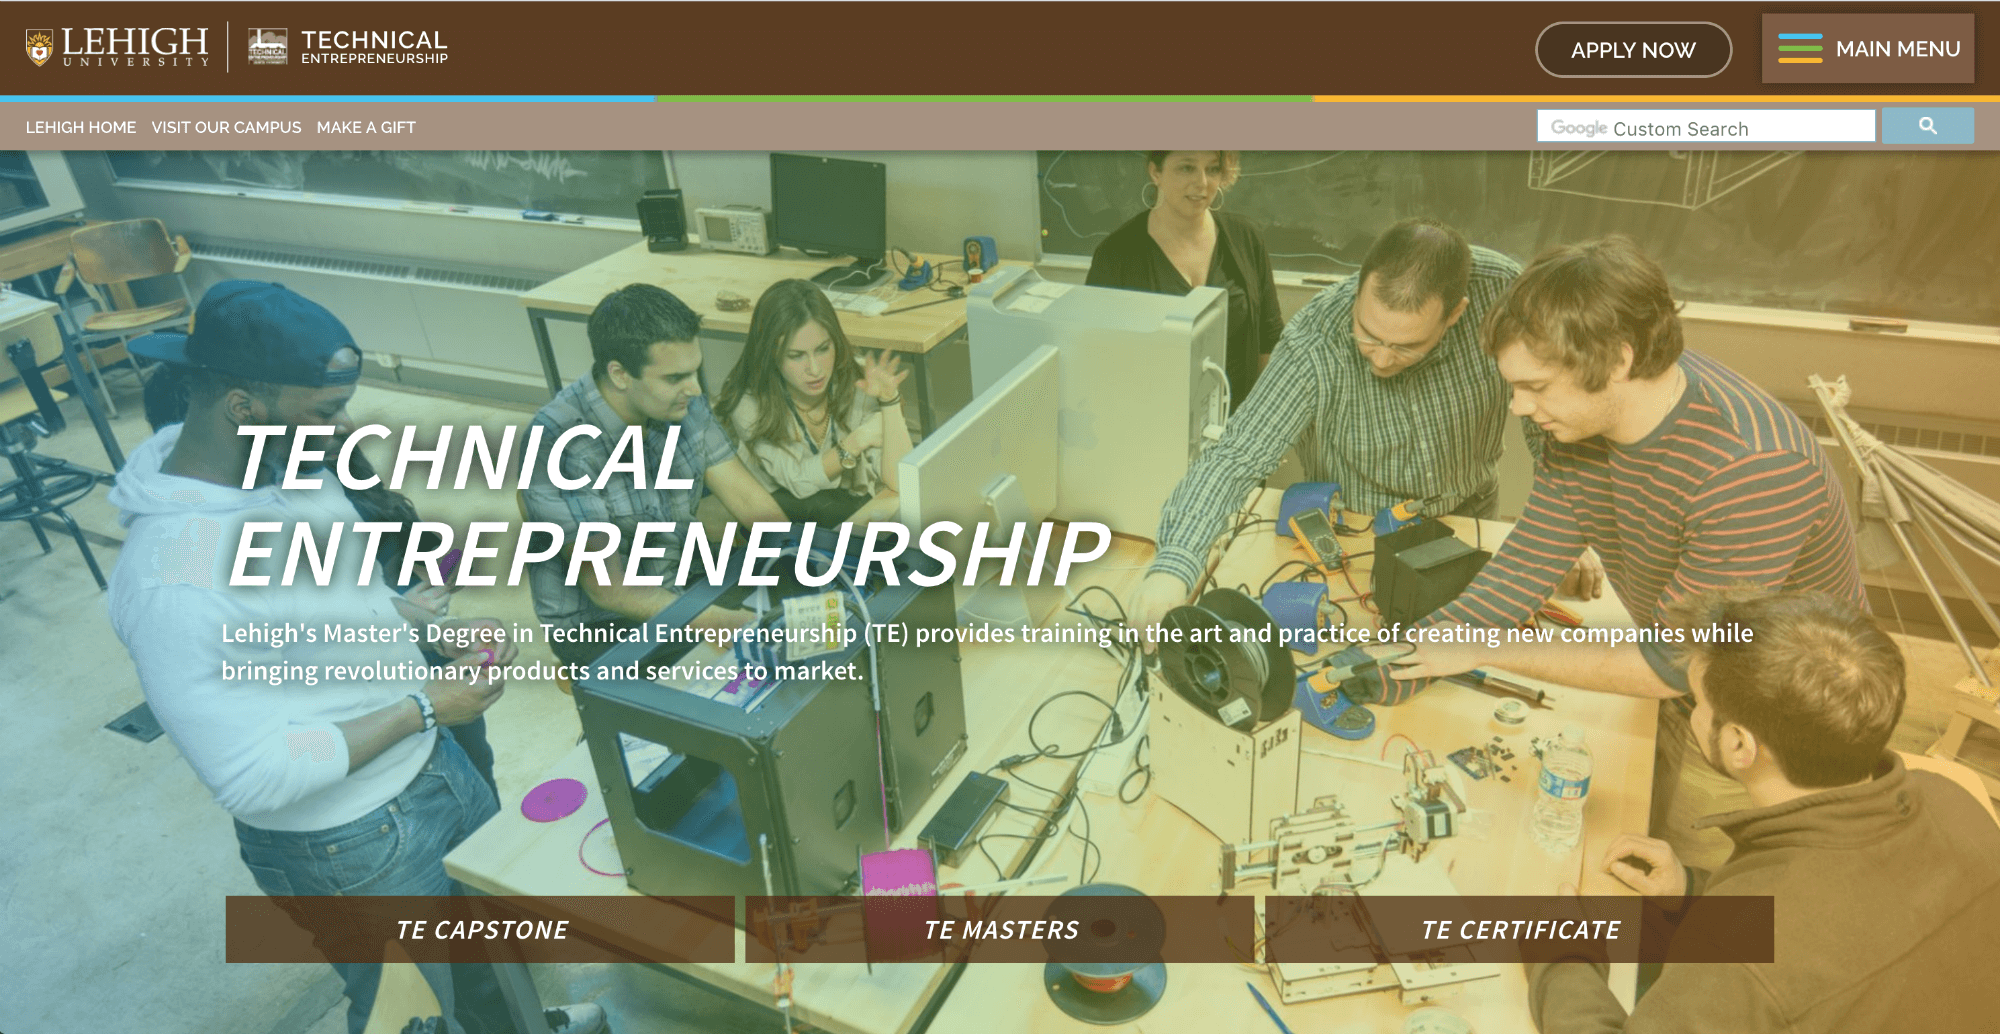 LEHIGH
UNIVERSITY
TECHNICAL
ENTREPRENEURSHIP
APPLY NOW
MAIN MENU
LEHIGH HOME VISIT OUR CAMPUS MAKE A GIFT
Google Custom Search
TECHNICAL
ENTREPRENEURSHIP
Lehigh's Master's Degree in Technical Entrepreneurship (TE) provides training in the art and practice of creating new companies while
bringing revolutionary products and services to market.
TE CAPSTONE
TE MASTERS
TE CERTIFICATE